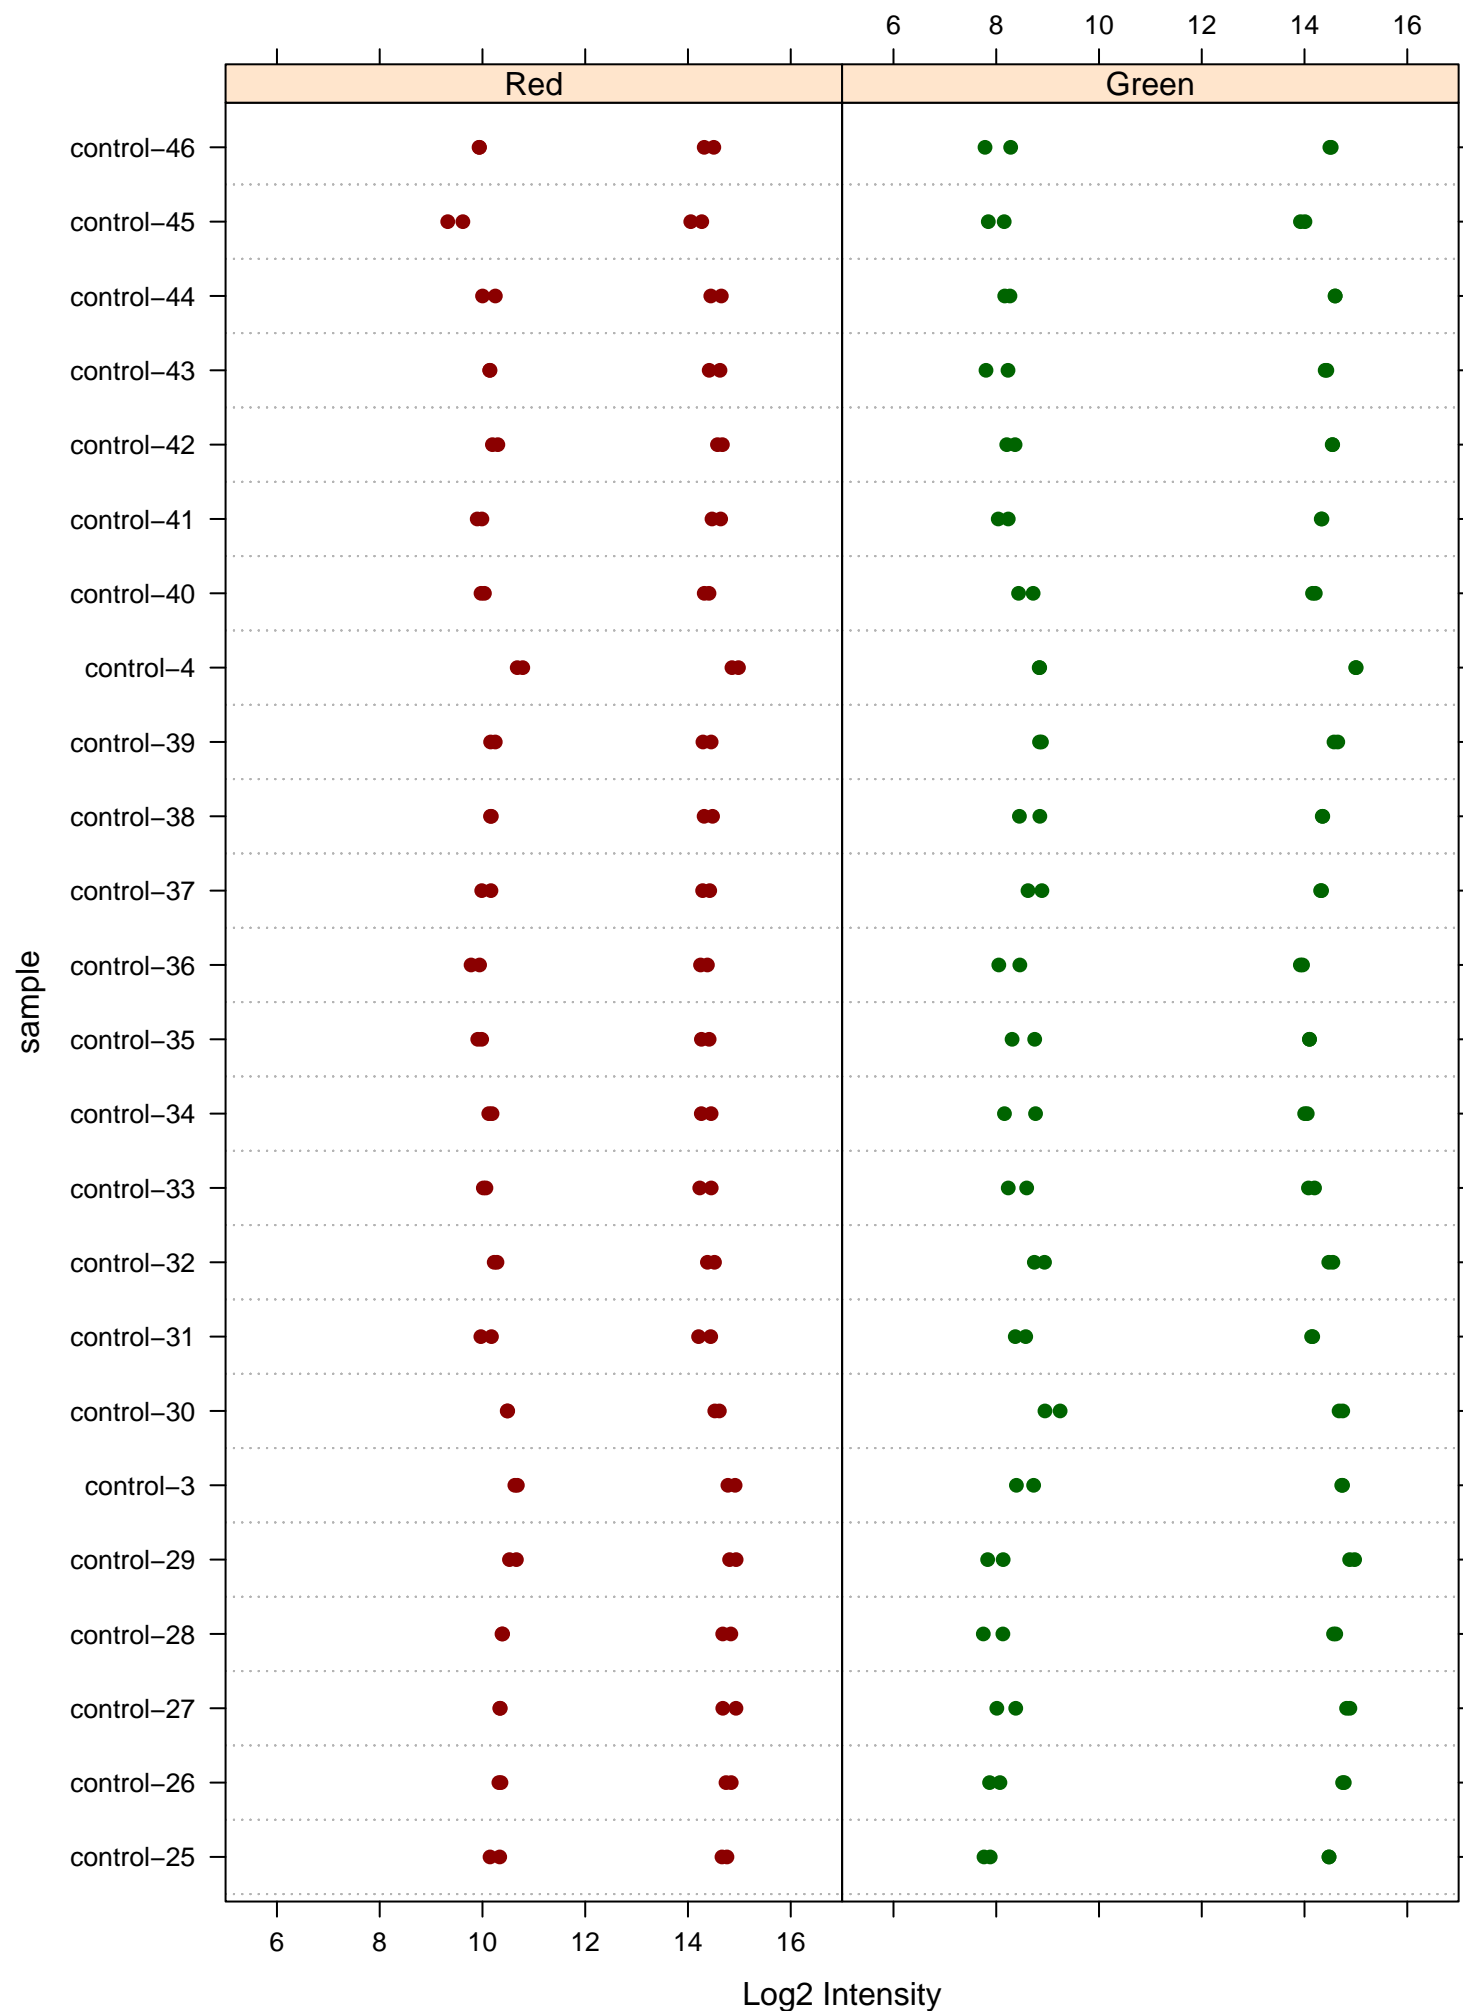 6 8 10 12 14 16
Red Green
control−46
control−45
control−44
control−43
control−42
control−41
control−40
control−4
control−39
control−38
control−37
control−36
control−35
control−34
control−33
control−32
control−31
control−30
control−3
control−29
control−28
control−27
control−26
control−25
sample
6 8 10 12 14 16
Log2 Intensity